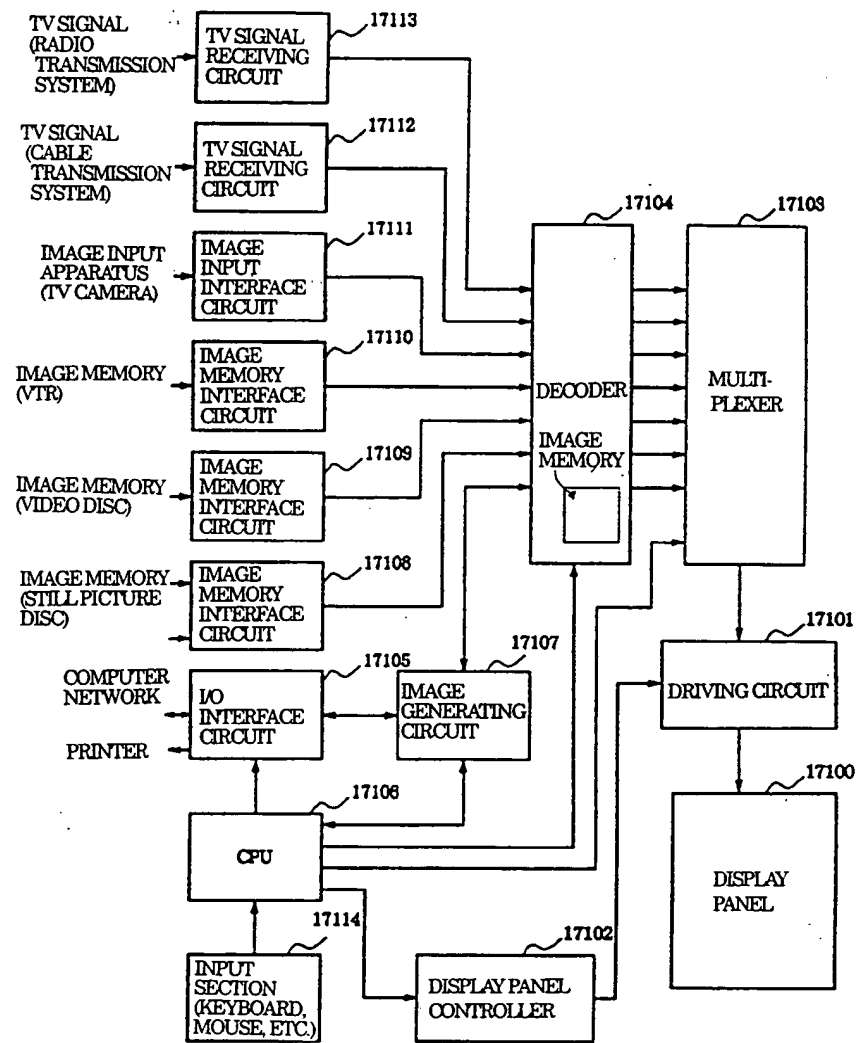 TV SIGNAL
(RADIO
TRANSMISSION
SYSTEM)
TV SIGNAL
RECEIVING
CIRCUIT
17113
TV SIGNAL
(CABLE
TRANSMISSION
SYSTEM)
TV SIGNAL
RECEIVING
CIRCUIT
17112
IMAGE INPUT
APPARATUS
(TV CAMERA)
IMAGE
INPUT
INTERFACE
CIRCUIT
17111
IMAGE MEMORY
(VTR)
IMAGE
MEMORY
INTERFACE
CIRCUIT
17110
IMAGE MEMORY
(VIDEO DISC)
IMAGE
MEMORY
INTERFACE
CIRCUIT
17109
IMAGE MEMORY
(STILL PICTURE
DISC)
IMAGE
MEMORY
INTERFACE
CIRCUIT
17108
COMPUTER
NETWORK
PRINTER
I/O
INTERFACE
CIRCUIT
17105
IMAGE
GENERATING
CIRCUIT
17107
17104
DECODER
IMAGE
MEMORY
17103
MULTI-
PLEXER
17101
DRIVING CIRCUIT
17100
DISPLAY
PANEL
17106
CPU
17114
INPUT
SECTION
(KEYBOARD,
MOUSE, ETC.)
17102
DISPLAY PANEL
CONTROLLER